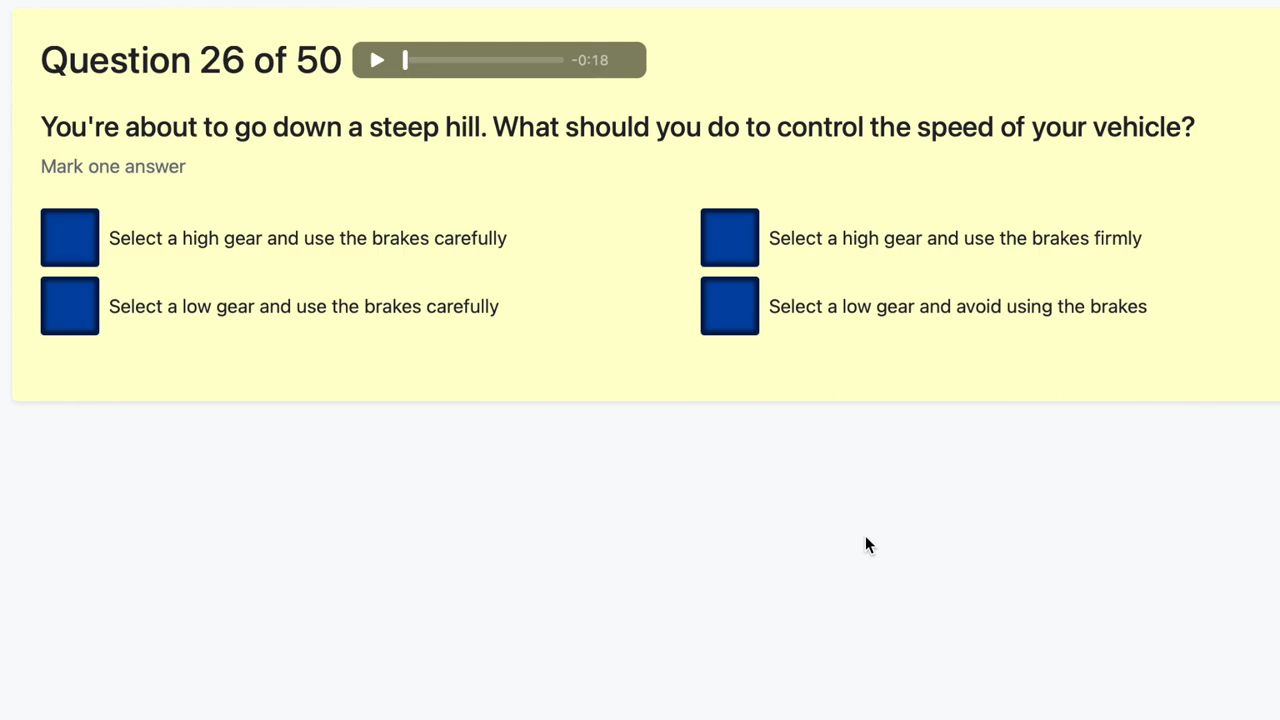 Question 26 of 50
-0:18
You're about to go down a steep hill. What should you do to control the speed of your vehicle?
Mark one answer
Select a high gear and use the brakes carefully
Select a high gear and use the brakes firmly
Select a low gear and use the brakes carefully
Select a low gear and avoid using the brakes